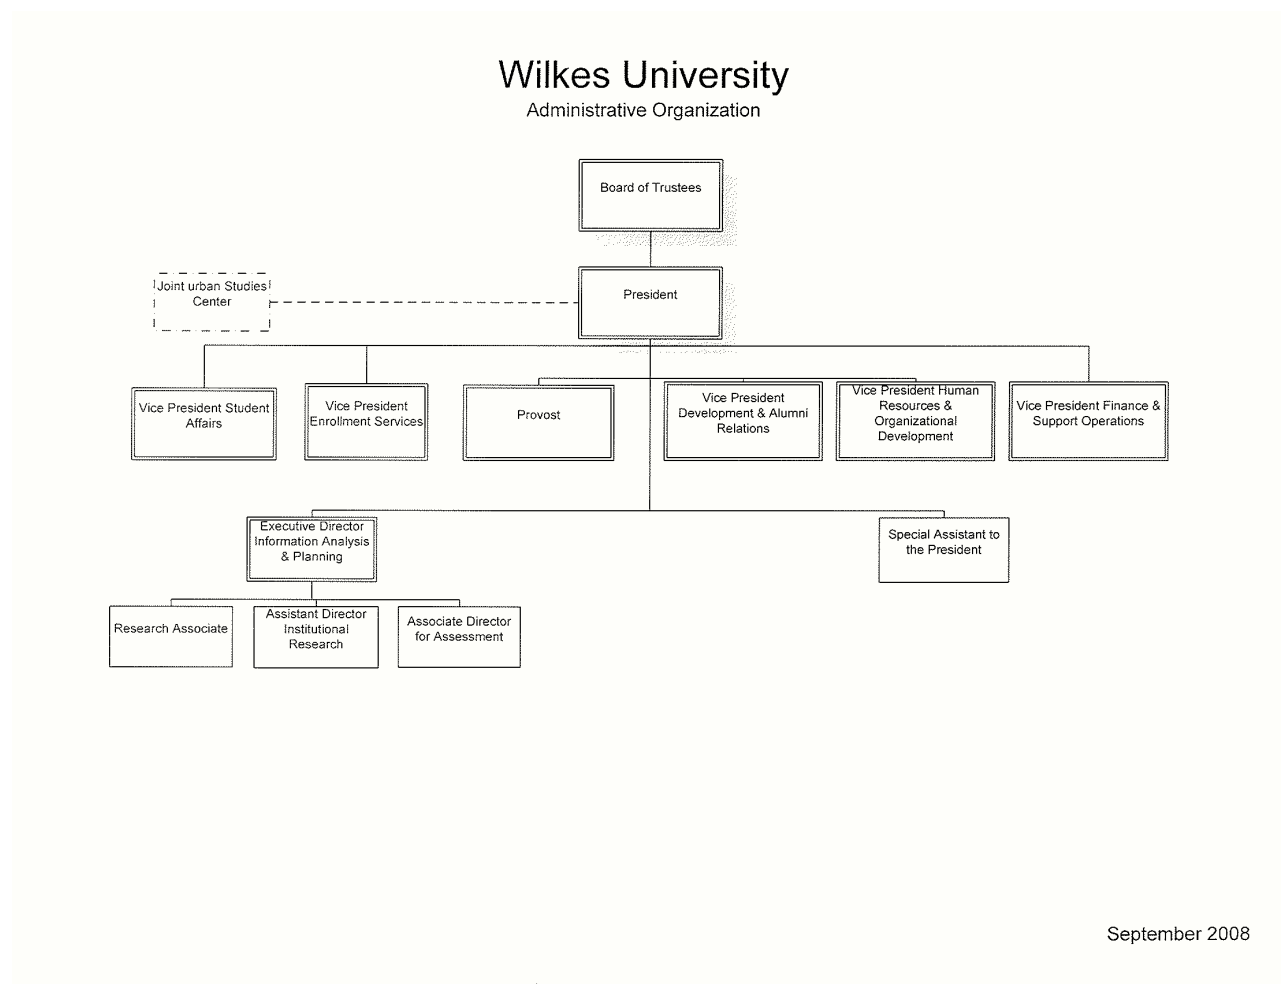 Wilkes University
Administrative Organization
Board of Trustees
President
Joint urban Studies
Center
Vice President Student
Affairs
Vice President
Enrollment Services
Provost
Vice President
Development & Alumni
Relations
Vice President Human
Resources &
Organizational
Development
Vice President Finance &
Support Operations
Executive Director
Information Analysis
& Planning
Special Assistant to
the President
Research Associate
Assistant Director
Institutional
Research
Associate Director
for Assessment
September 2008